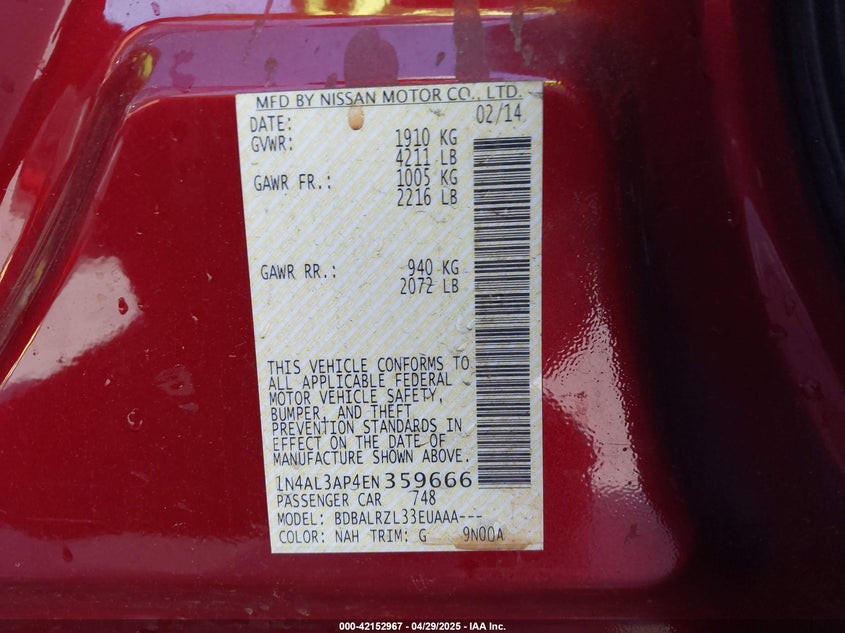 MFD BY NISSAN MOTOR CO., LTD.
DATE: 02/14
GVWR: 1910 KG
4211 LB
GAWR FR.: 1005 KG
2216 LB
GAWR RR.: 940 KG
2072 LB
THIS VEHICLE CONFORMS TO
ALL APPLICABLE FEDERAL
MOTOR VEHICLE SAFETY,
BUMPER, AND THEFT
PREVENTION STANDARDS IN
EFFECT ON THE DATE OF
MANUFACTURE SHOWN ABOVE.
1N4AL3AP4EN359666
PASSENGER CAR 748
MODEL: BDBALRZL33EUAAA---
COLOR: NAH TRIM: G 9N00A
000-42152967 - 04/29/2025 - IAA Inc.